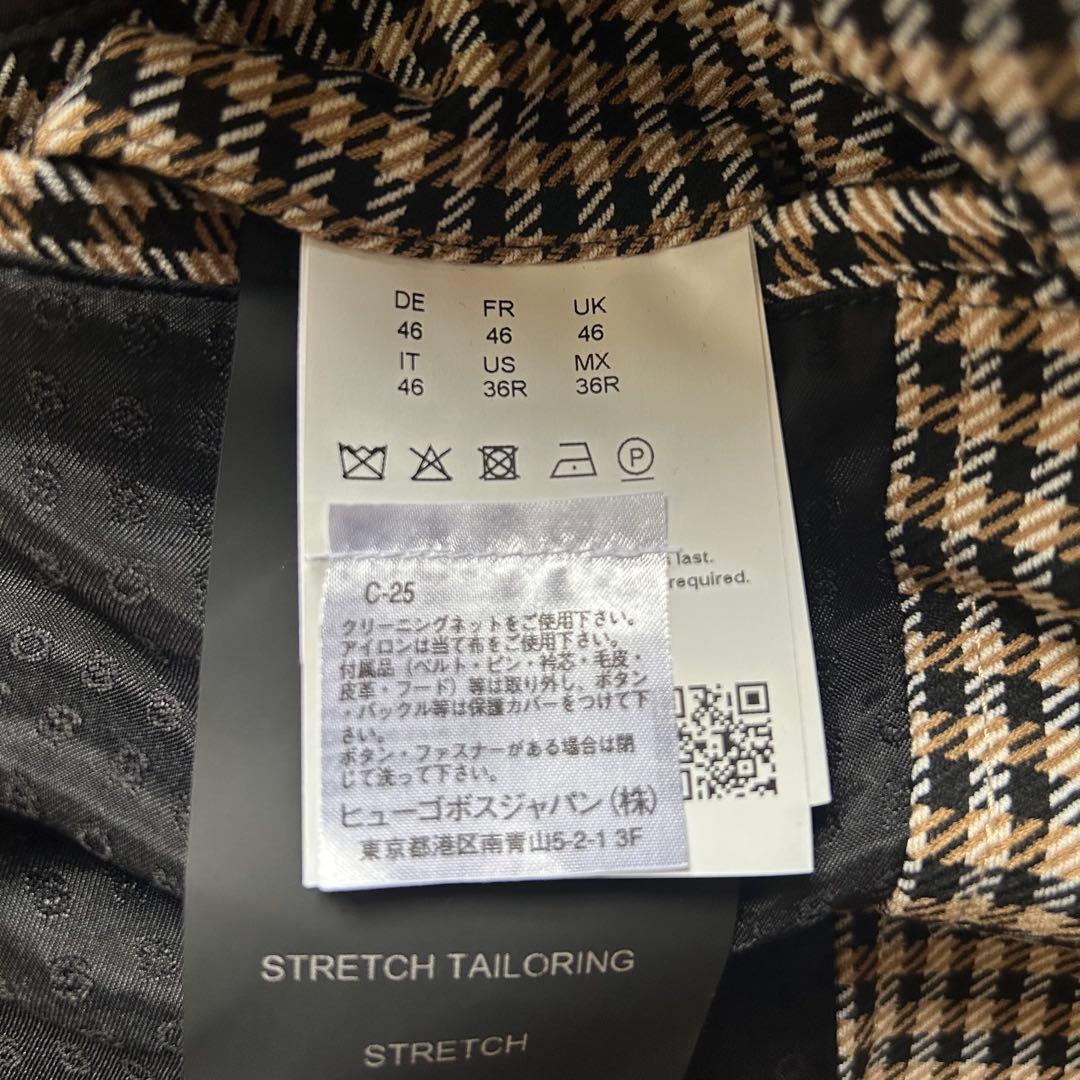 DE FR UK
46 46 46
IT US MX
46 36R 36R
P
last.
required.
C-25
クリーニングネットをご使用下さい。
アイロンは当て布をご使用下さい。
付属品（ベルト・ピン・衿芯・毛皮・
皮革・フード）等は取り外し、ボタン
・バックル等は保護カバーをつけて下
さい。
ボタン・ファスナーがある場合は閉
じて洗って下さい。
ヒューゴボスジャパン（株）
東京都港区南青山5-2-1 3F
STRETCH TAILORING
STRETCH